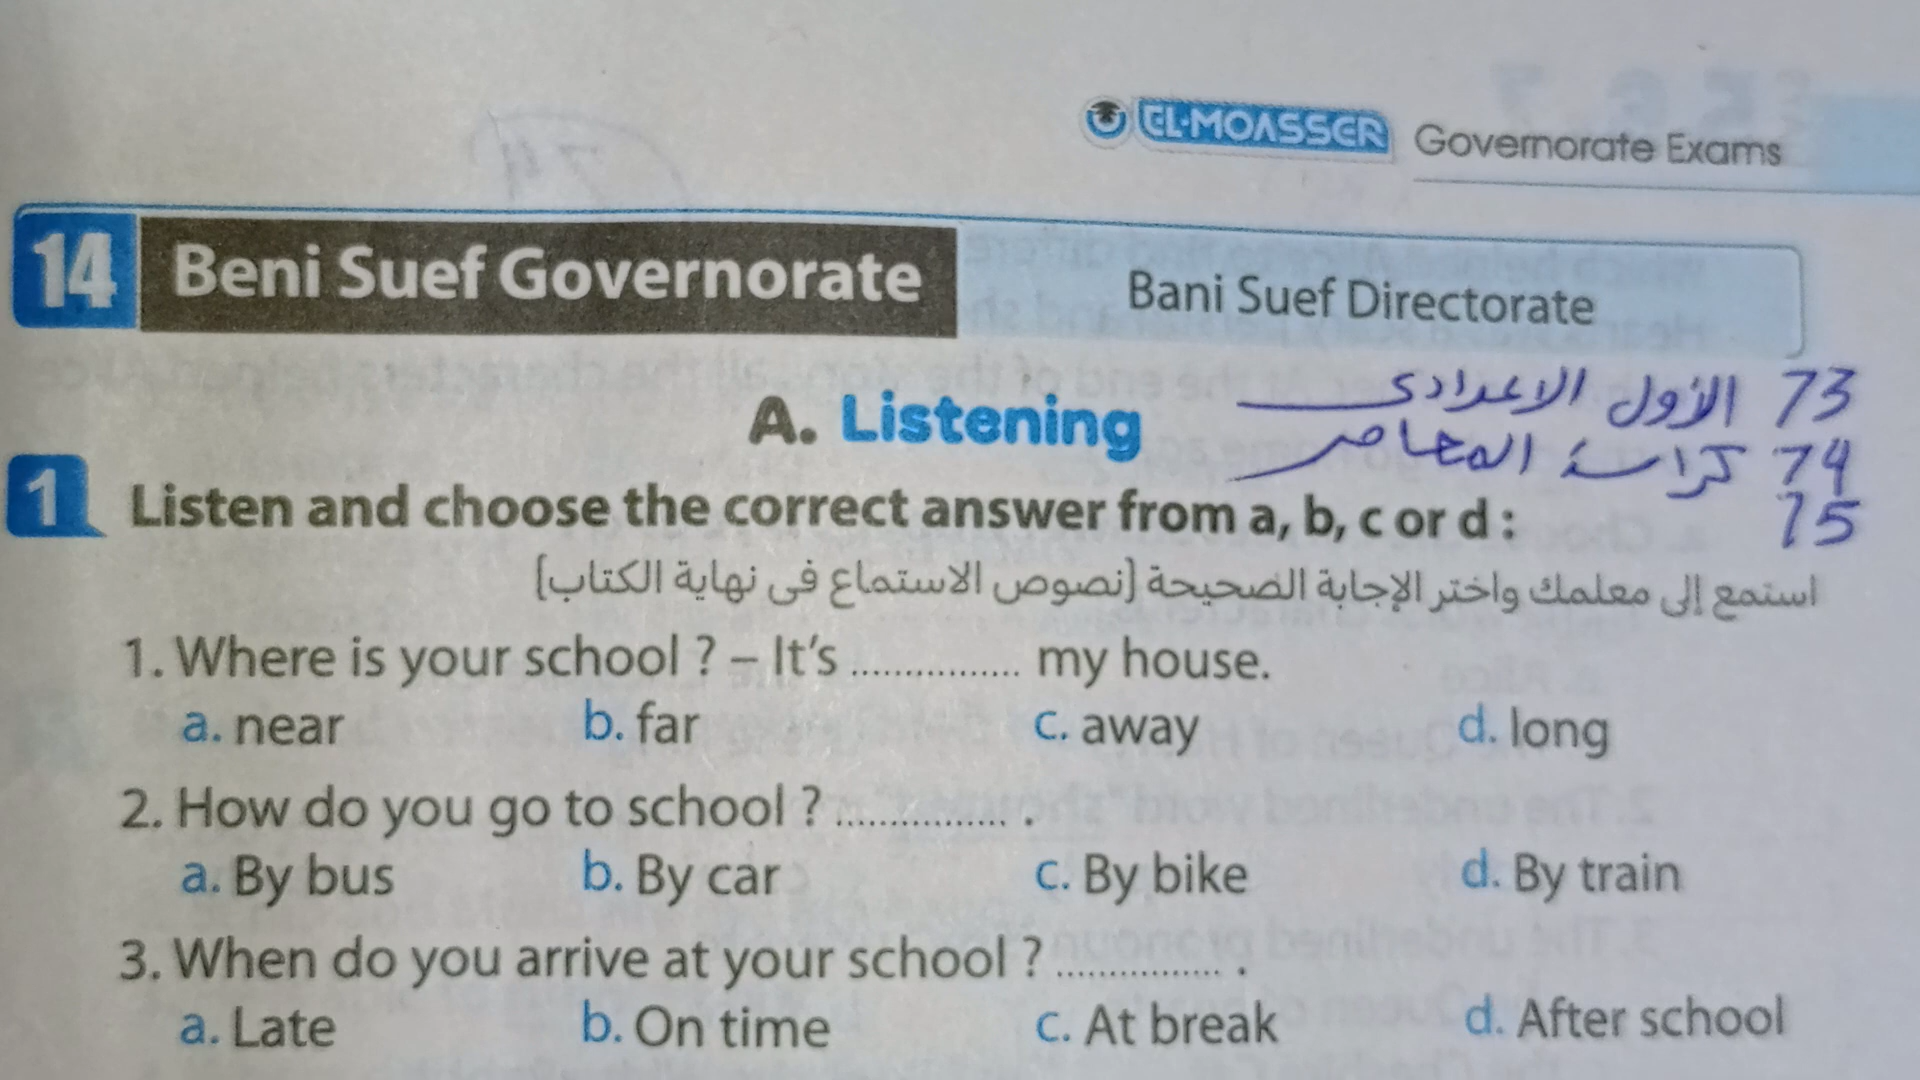 EL-MOASSER Governorate Exams
14 Beni Suef Governorate Bani Suef Directorate
73 الأول الاعدادى
A. Listening
74 كراسة المعاصر
75
1 Listen and choose the correct answer from a, b, c or d :
استمع إلى معلمك واختر الإجابة الصحيحة (نصوص الاستماع فى نهاية الكتاب)
1. Where is your school ? – It's ................ my house.
a. near b. far c. away d. long
2. How do you go to school ? ................ .
a. By bus b. By car c. By bike d. By train
3. When do you arrive at your school ? ................ .
a. Late b. On time c. At break d. After school